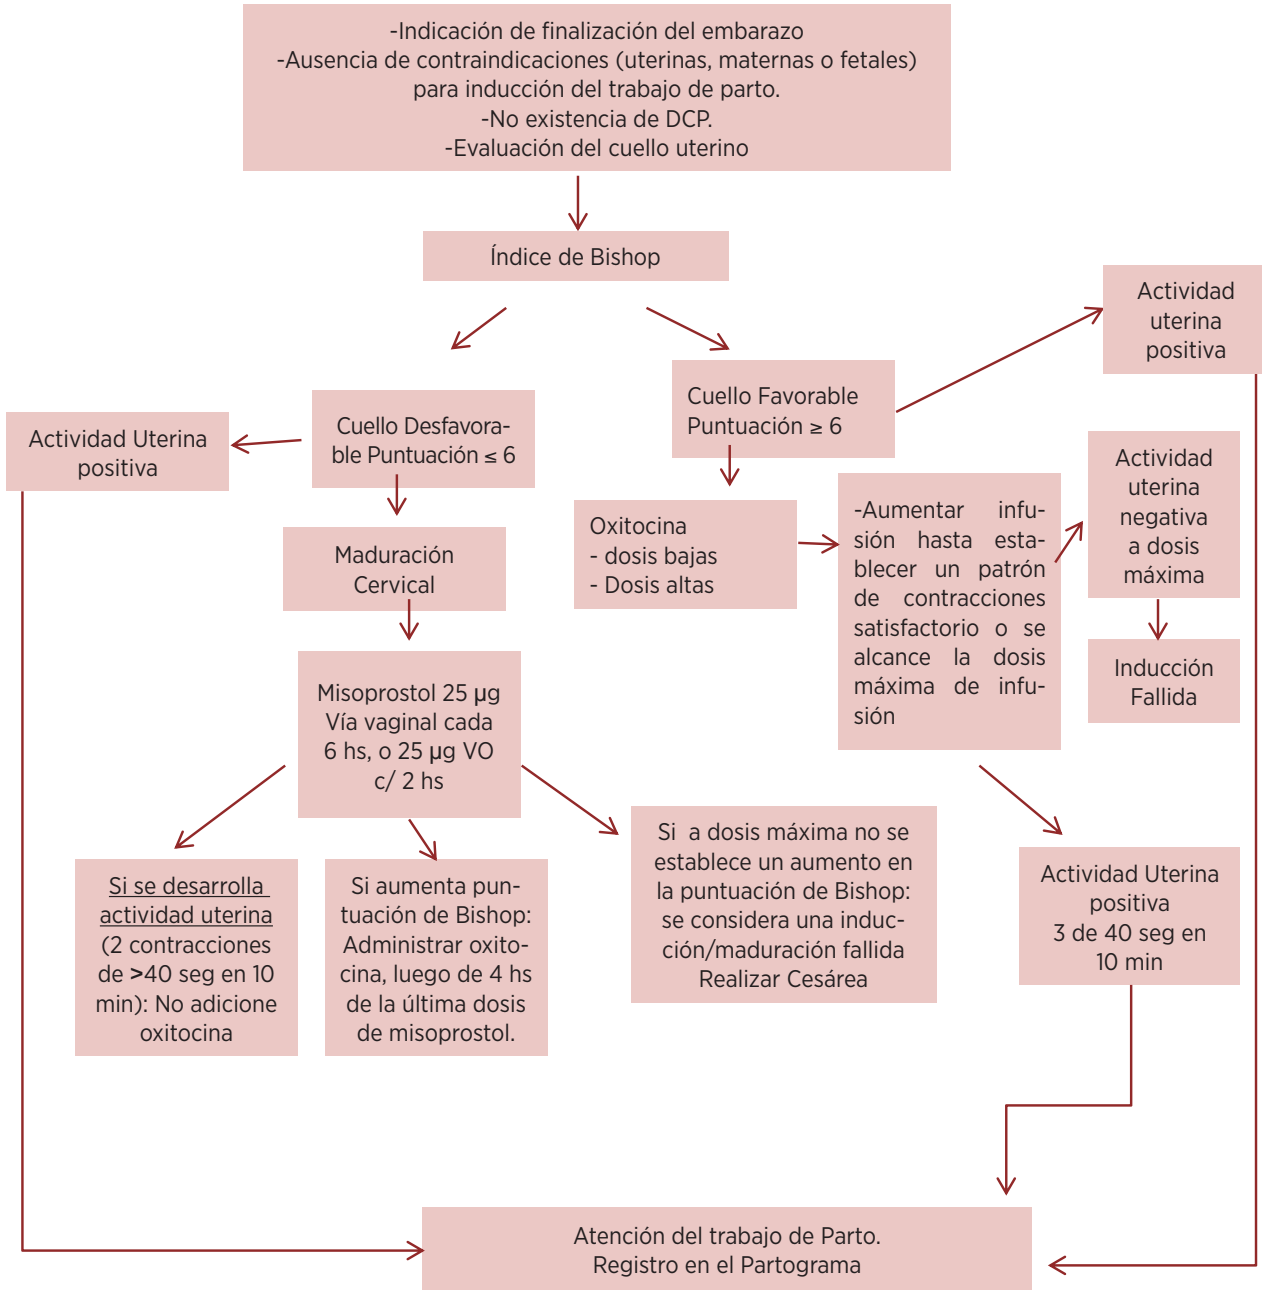 -Indicación de finalización del embarazo
-Ausencia de contraindicaciones (uterinas, maternas o fetales)
para inducción del trabajo de parto.
-No existencia de DCP.
-Evaluación del cuello uterino
Índice de Bishop
Actividad
uterina
positiva
Cuello Favorable
Puntuación ≥ 6
Cuello Desfavora-
ble Puntuación ≤ 6
Actividad Uterina
positiva
Actividad
uterina
negativa
a dosis
máxima
Oxitocina
- dosis bajas
- Dosis altas
-Aumentar infu-
sión hasta esta-
blecer un patrón
de contracciones
satisfactorio o se
alcance la dosis
máxima de infu-
sión
Maduración
Cervical
Inducción
Fallida
Misoprostol 25 µg
Vía vaginal cada
6 hs, o 25 µg VO
c/ 2 hs
Si se desarrolla
actividad uterina
(2 contracciones
de >40 seg en 10
min): No adicione
oxitocina
Si aumenta pun-
tuación de Bishop:
Administrar oxito-
cina, luego de 4 hs
de la última dosis
de misoprostol.
Si a dosis máxima no se
establece un aumento en
la puntuación de Bishop:
se considera una induc-
ción/maduración fallida
Realizar Cesárea
Actividad Uterina
positiva
3 de 40 seg en
10 min
Atención del trabajo de Parto.
Registro en el Partograma